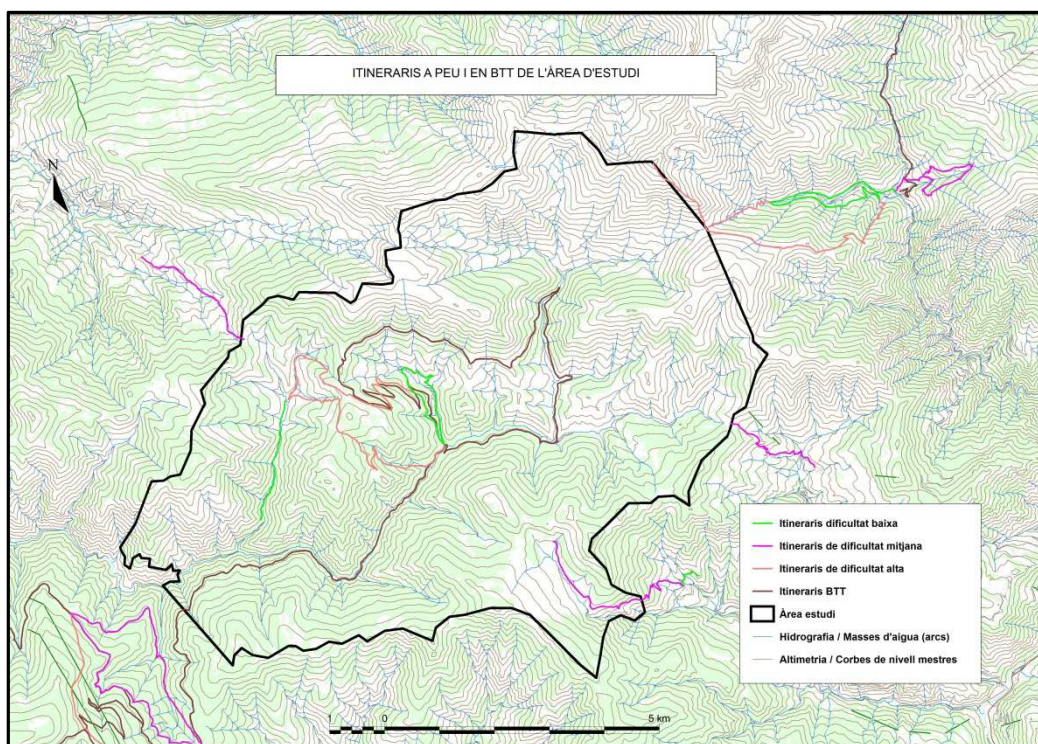 ITINERARIS A PEU I EN BTT DE L'ÀREA D'ESTUDI
N
Itineraris dificultat baixa
Itineraris de dificultat mitjana
Itineraris de dificultat alta
Itineraris BTT
Àrea estudi
Hidrografia / Masses d'aigua (arcs)
Altimetria / Corbes de nivell mestres
1 0 5 km